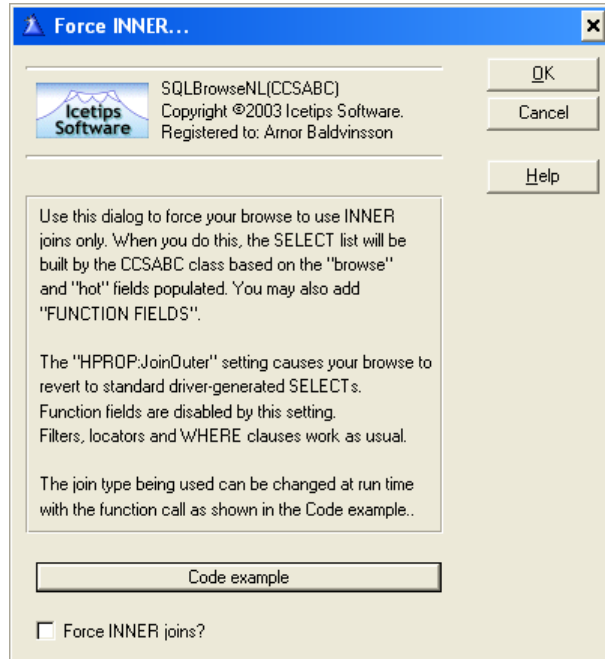 Force INNER...
OK
Cancel
Help
Icetips
Software
SQLBrowseNL(CCSABC)
Copyright ©2003 Icetips Software.
Registered to: Arnor Baldvinsson
Use this dialog to force your browse to use INNER
joins only. When you do this, the SELECT list will be
built by the CCSABC class based on the "browse"
and "hot" fields populated. You may also add
"FUNCTION FIELDS".
The "HPROP:JoinOuter" setting causes your browse to
revert to standard driver-generated SELECTs.
Function fields are disabled by this setting.
Filters, locators and WHERE clauses work as usual.
The join type being used can be changed at run time
with the function call as shown in the Code example..
Code example
Force INNER joins?